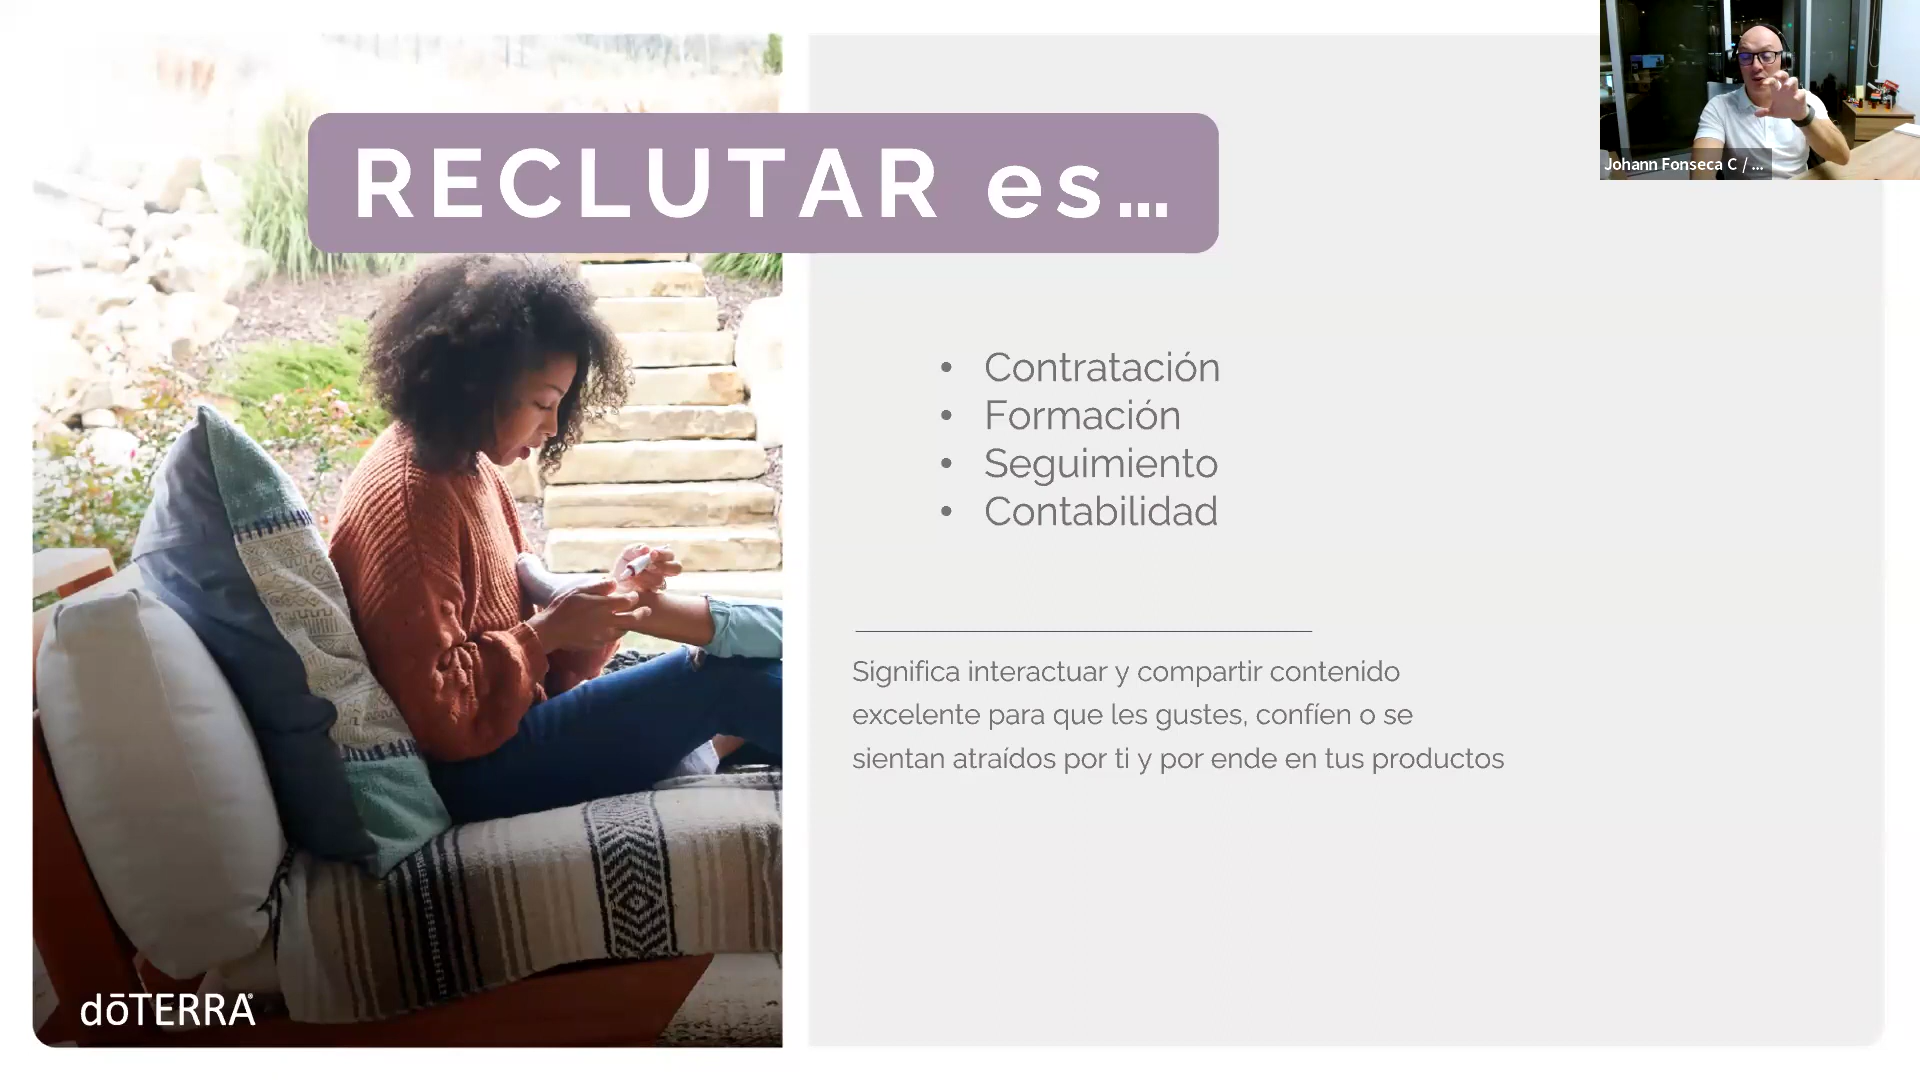 RECLUTAR es...
Johann Fonseca C / ...
• Contratación
• Formación
• Seguimiento
• Contabilidad
Significa interactuar y compartir contenido
excelente para que les gustes, confíen o se
sientan atraídos por ti y por ende en tus productos
dōTERRA®